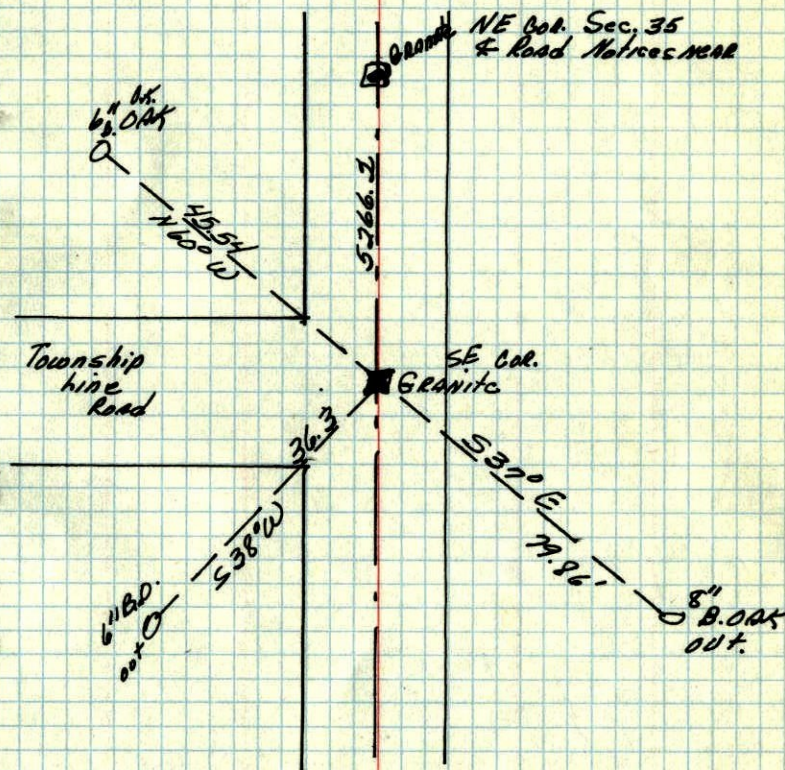 NE Cor. Sec. 35
& Road Notices near
Granite
6" B. Oak
5266.2
45.54
N60°W
Township
Line
Road
SE Cor.
Granite
36.3
S38°W
S37°E
79.86'
6" B.O.
out
8"
B. Oak
out.